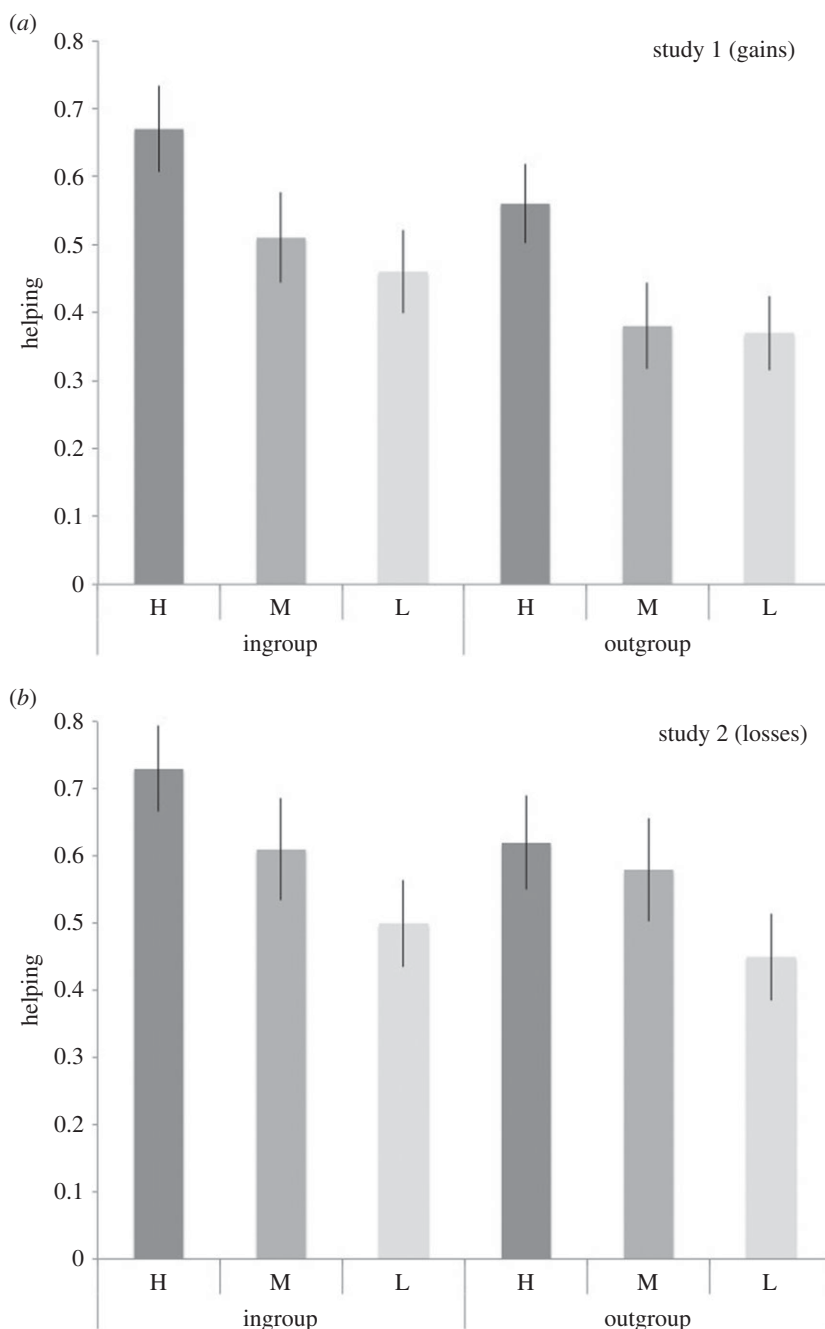 (a)
study 1 (gains)
0.8
0.7
0.6
0.5
0.4
0.3
0.2
0.1
0
helping
H M L H M L
ingroup outgroup
(b)
study 2 (losses)
0.8
0.7
0.6
0.5
0.4
0.3
0.2
0.1
0
helping
H M L H M L
ingroup outgroup